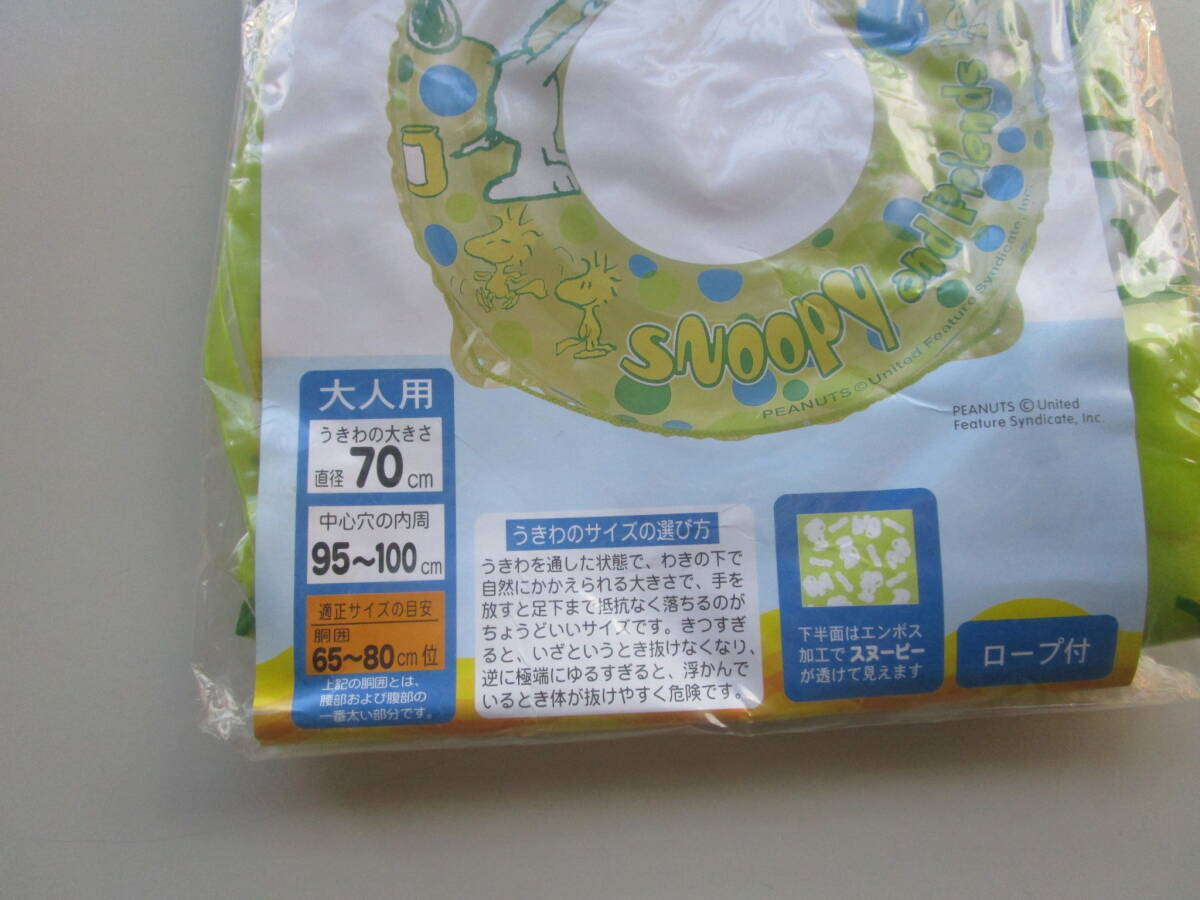 snoopy
and Friends
PEANUTS © United Feature Syndicate, Inc.
PEANUTS © United
Feature Syndicate, Inc.
大人用
うきわの大きさ
直径 70 cm
中心穴の内周
95~100 cm
適正サイズの目安
胴囲
65~80cm位
上記の胴囲とは、
腰部および腹部の
一番太い部分です。
うきわのサイズの選び方
うきわを通した状態で、わきの下で
自然にかかえられる大きさで、手を
放すと足下まで抵抗なく落ちるのが
ちょうどいいサイズです。きつすぎ
ると、いざというとき抜けなくなり、
逆に極端にゆるすぎると、浮かんで
いるとき体が抜けやすく危険です。
下半面はエンボス
加工でスヌーピー
が透けて見えます
ロープ付